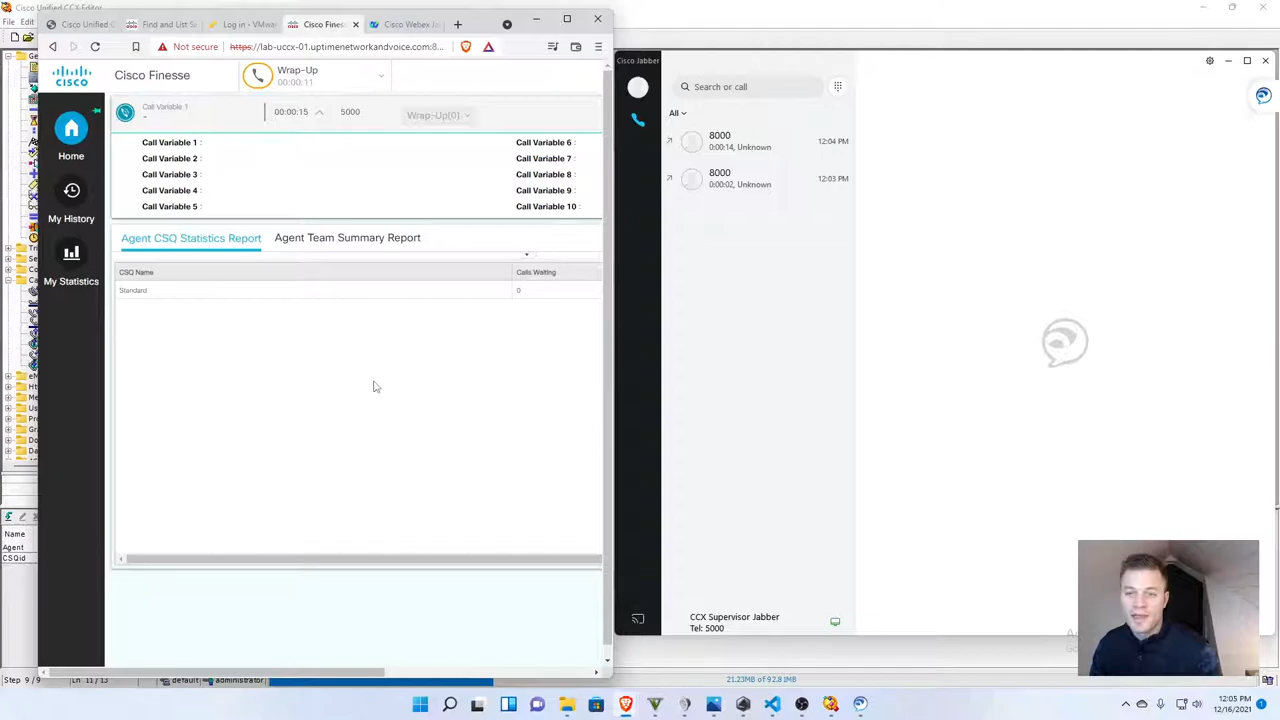 Cisco Unified CCX Editor
File Edit
Cisco Unified C
Find and List S
Log in - VMwa
Cisco Finess
Cisco Webex Ja
Not secure
https://lab-uccx-01.uptimenetworkandvoice.com:8...
cisco
Cisco Finesse
Wrap-Up
00:00:11
Call Variable 1
-
00:00:15
5000
Wrap-Up[0]
Call Variable 1 :
Call Variable 6 :
Call Variable 2 :
Call Variable 7 :
Call Variable 3 :
Call Variable 8 :
Call Variable 4 :
Call Variable 9 :
Call Variable 5 :
Call Variable 10 :
Home
My History
My Statistics
Agent CSQ Statistics Report
Agent Team Summary Report
CSQ Name
Calls Waiting
Standard
0
Name
Agent
CSQid
Step 9 / 9
Ln 11/13
default
administrator
21.23MB of 92.81MB
Cisco Jabber
Search or call
All
8000
0:00:14, Unknown
12:04 PM
8000
0:00:02, Unknown
12:03 PM
CCX Supervisor Jabber
Tel: 5000
12:05 PM
12/16/2021